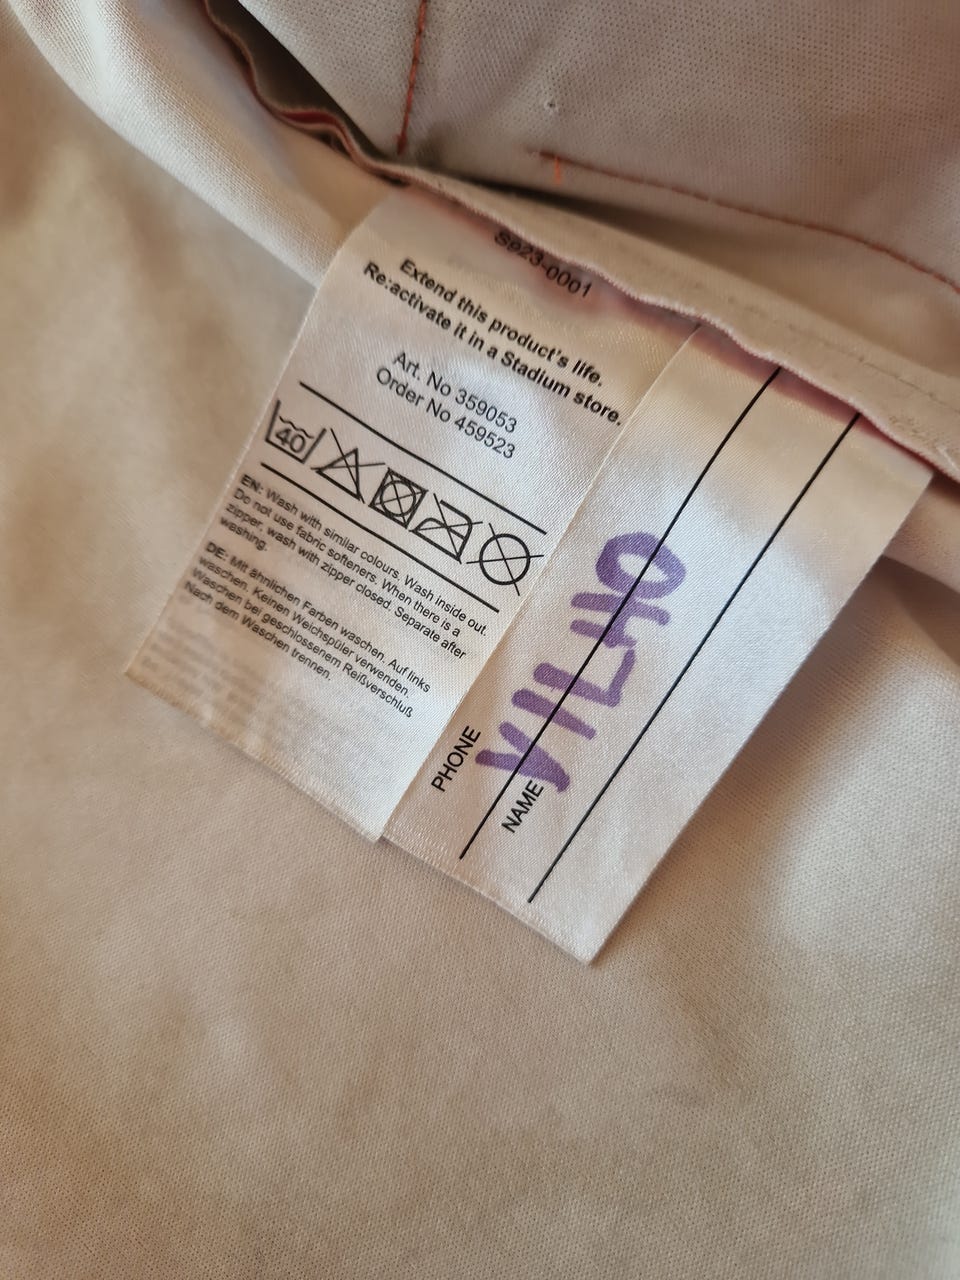 Sp23-0001
Extend this product's life.
Re:activate it in a Stadium store.
Art. No 359053
Order No 459523
40
EN: Wash with similar colours. Wash inside out.
Do not use fabric softeners. When there is a
zipper, wash with zipper closed. Separate after
washing.
DE: Mit ähnlichen Farben waschen. Auf links
waschen. Keinen Weichspüler verwenden.
Waschen bei geschlossenem Reißverschluß
Nach dem Waschen trennen.
PHONE
NAME
VILHO